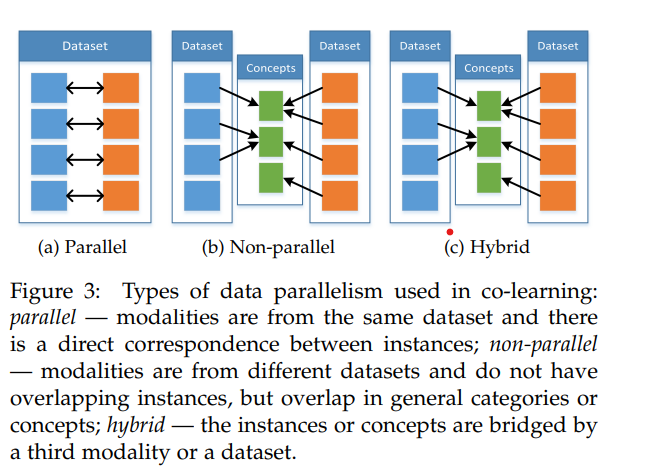 Dataset
Dataset
Concepts
Dataset
Dataset
Concepts
Dataset
(a) Parallel
(b) Non-parallel
(c) Hybrid
Figure 3: Types of data parallelism used in co-learning:
parallel — modalities are from the same dataset and there
is a direct correspondence between instances; non-parallel
— modalities are from different datasets and do not have
overlapping instances, but overlap in general categories or
concepts; hybrid — the instances or concepts are bridged by
a third modality or a dataset.